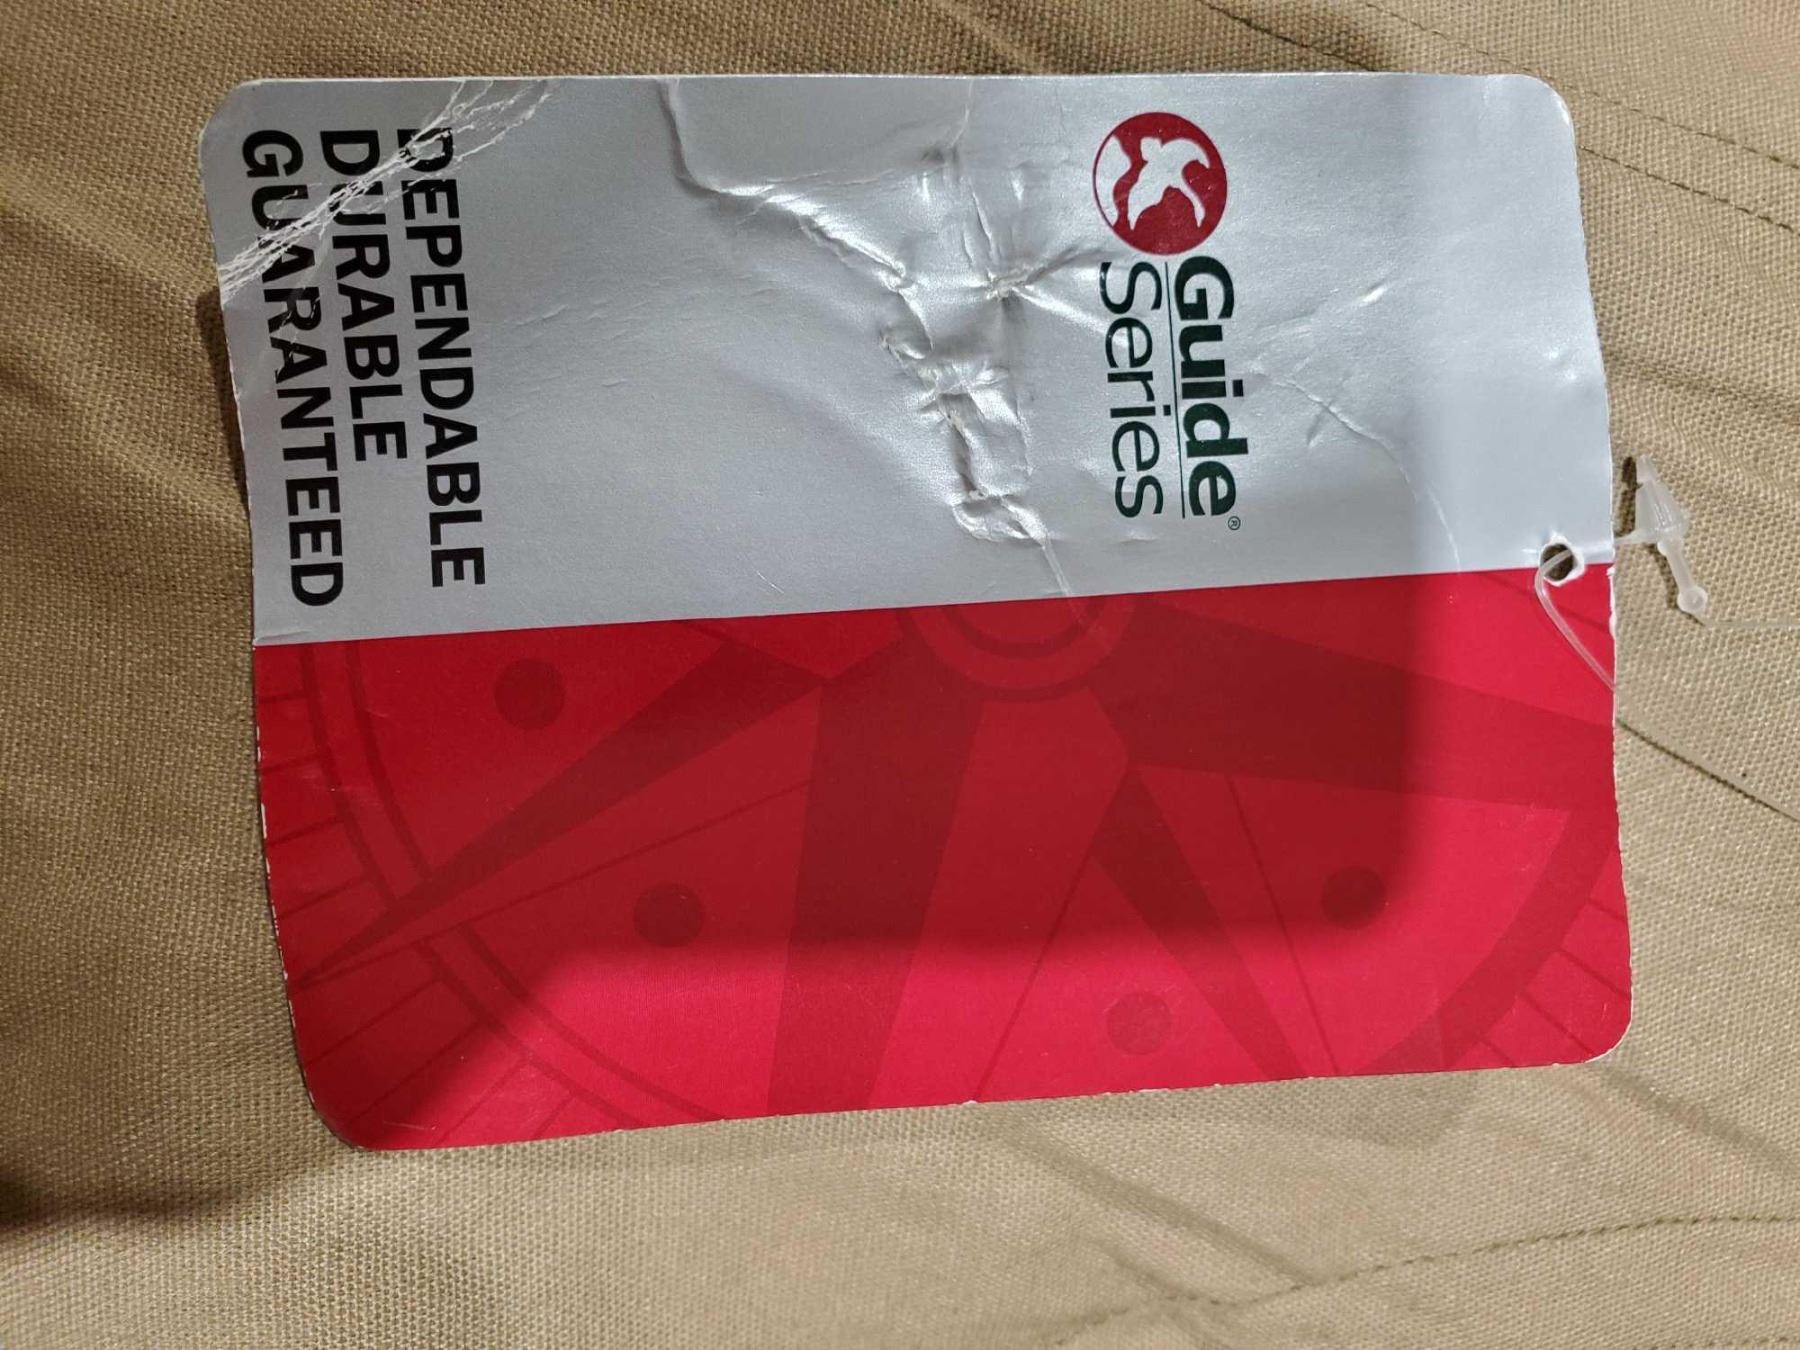 Guide®
Series
DEPENDABLE
DURABLE
GUARANTEED